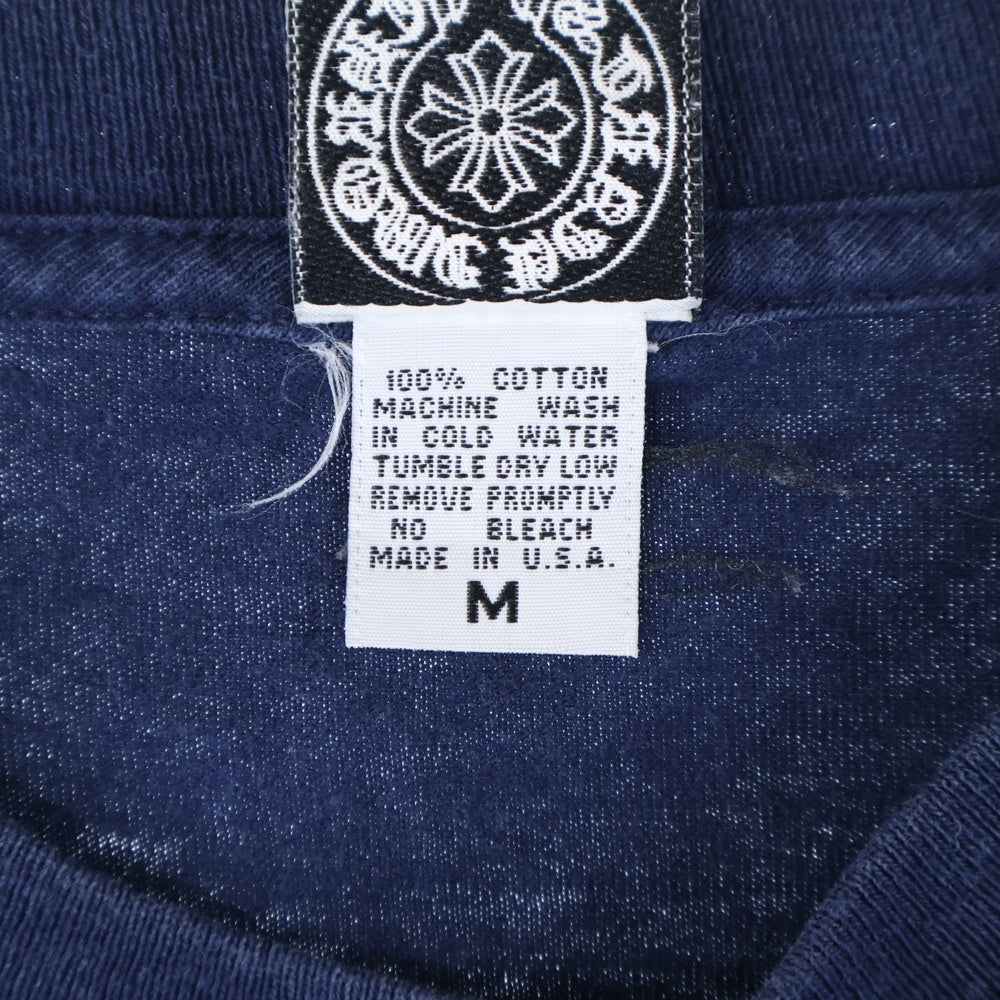 100% COTTON
MACHINE WASH
IN COLD WATER
TUMBLE DRY LOW
REMOVE PROMPTLY
NO BLEACH
MADE IN U.S.A.
M